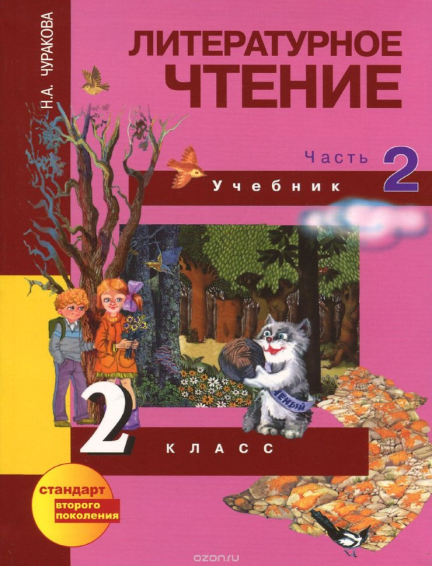 Н.А. ЧУРАКОВА
ЛИТЕРАТУРНОЕ
ЧТЕНИЕ
Часть 2
Учебник
2
КЛАСС
стандарт
второго
поколения
ozon.ru